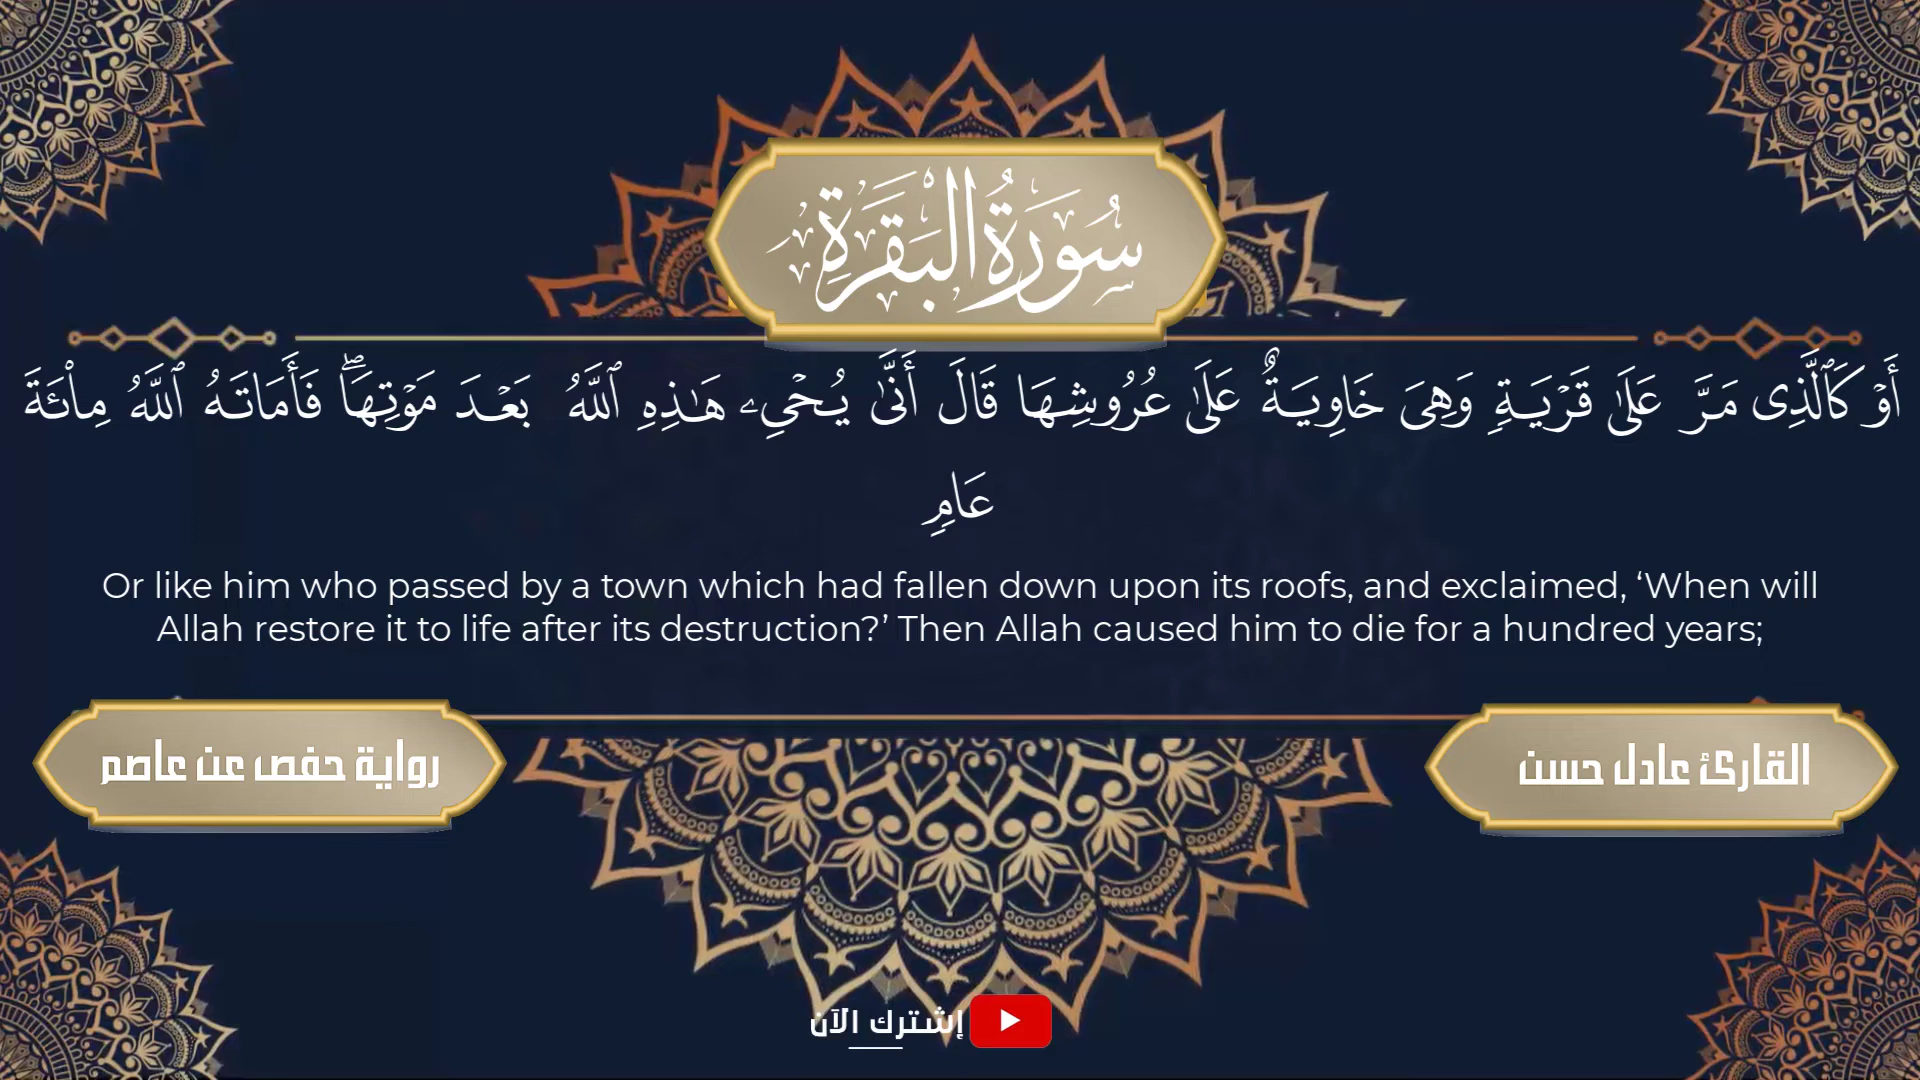 سُورَةُ البَقَرَةِ
أَوْ كَٱلَّذِى مَرَّ عَلَىٰ قَرْيَةٍ وَهِىَ خَاوِيَةٌ عَلَىٰ عُرُوشِهَا قَالَ أَنَّىٰ يُحْىِۦ هَٰذِهِ ٱللَّهُ بَعْدَ مَوْتِهَا ۖ فَأَمَاتَهُ ٱللَّهُ مِا۟ئَةَ
عَامٍ
Or like him who passed by a town which had fallen down upon its roofs, and exclaimed, ‘When will
Allah restore it to life after its destruction?’ Then Allah caused him to die for a hundred years;
القارئ عادل حسن
رواية حفص عن عاصم
إشترك الآن